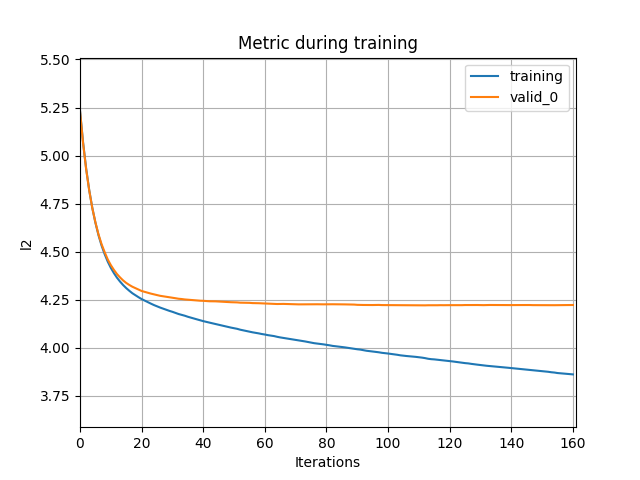 Metric during training
5.50
5.25
5.00
4.75
4.50
4.25
4.00
3.75
l2
training
valid_0
0 20 40 60 80 100 120 140 160
Iterations